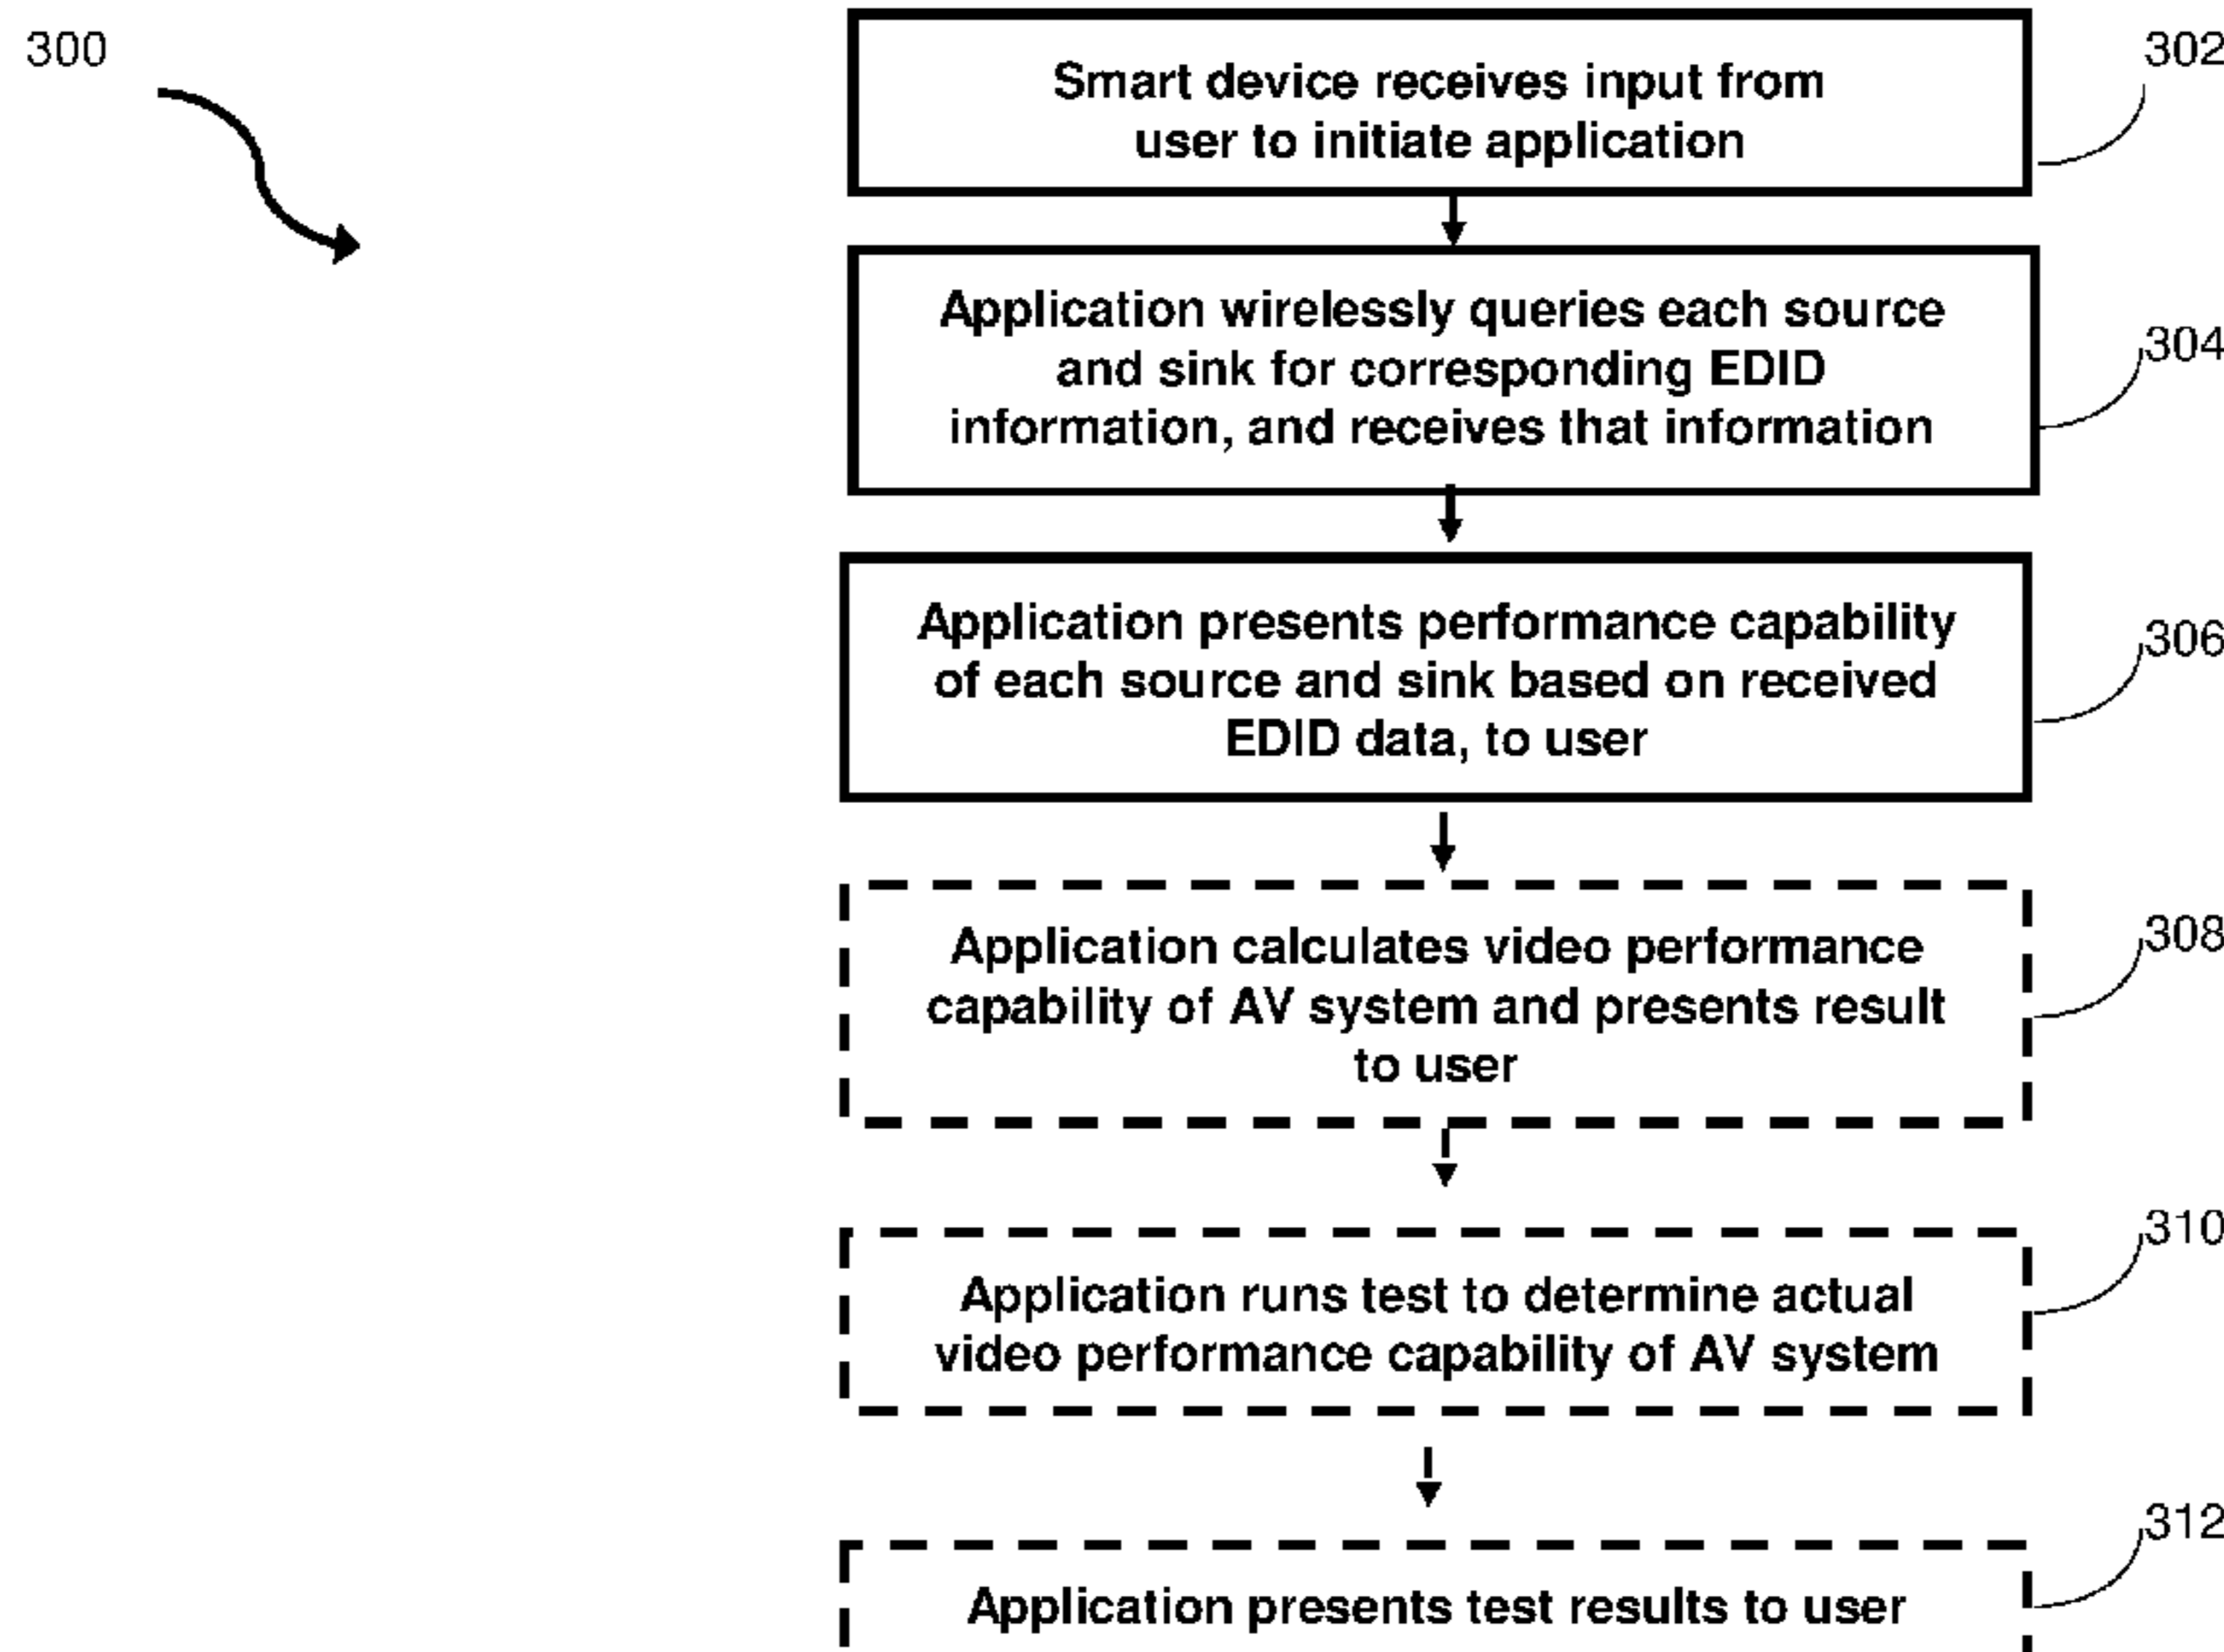 300
302
Smart device receives input from
user to initiate application
304
Application wirelessly queries each source
and sink for corresponding EDID
information, and receives that information
306
Application presents performance capability
of each source and sink based on received
EDID data, to user
308
Application calculates video performance
capability of AV system and presents result
to user
310
Application runs test to determine actual
video performance capability of AV system
312
Application presents test results to user